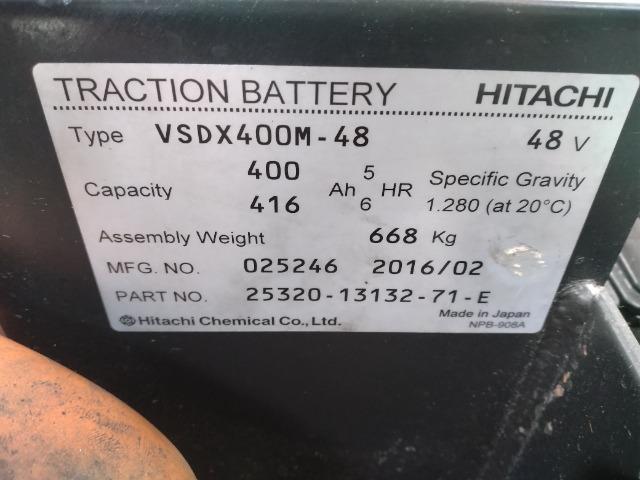 TRACTION BATTERY HITACHI
Type VSDX400M-48 48 V
Capacity 400 Ah 5 HR Specific Gravity
416 6 1.280 (at 20°C)
Assembly Weight 668 Kg
MFG. NO. 025246 2016/02
PART NO. 25320-13132-71-E
Hitachi Chemical Co., Ltd. Made in Japan
NPB-908A